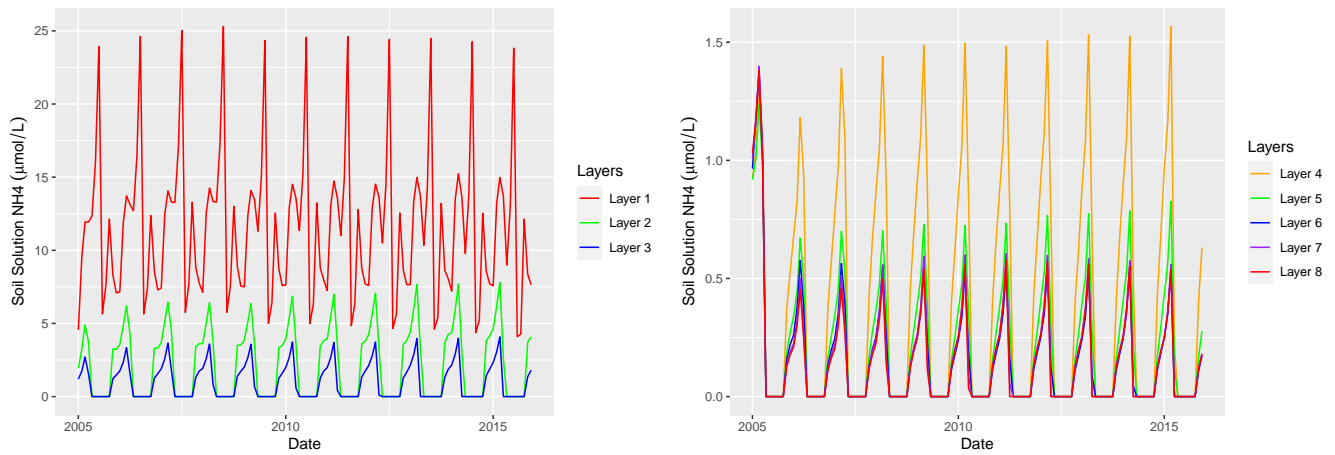 25
20
15
10
5
0
Soil Solution NH4 (μmol/L)
2005
2010
2015
Date
Layers
Layer 1
Layer 2
Layer 3
1.5
1.0
0.5
0.0
Soil Solution NH4 (μmol/L)
2005
2010
2015
Date
Layers
Layer 4
Layer 5
Layer 6
Layer 7
Layer 8